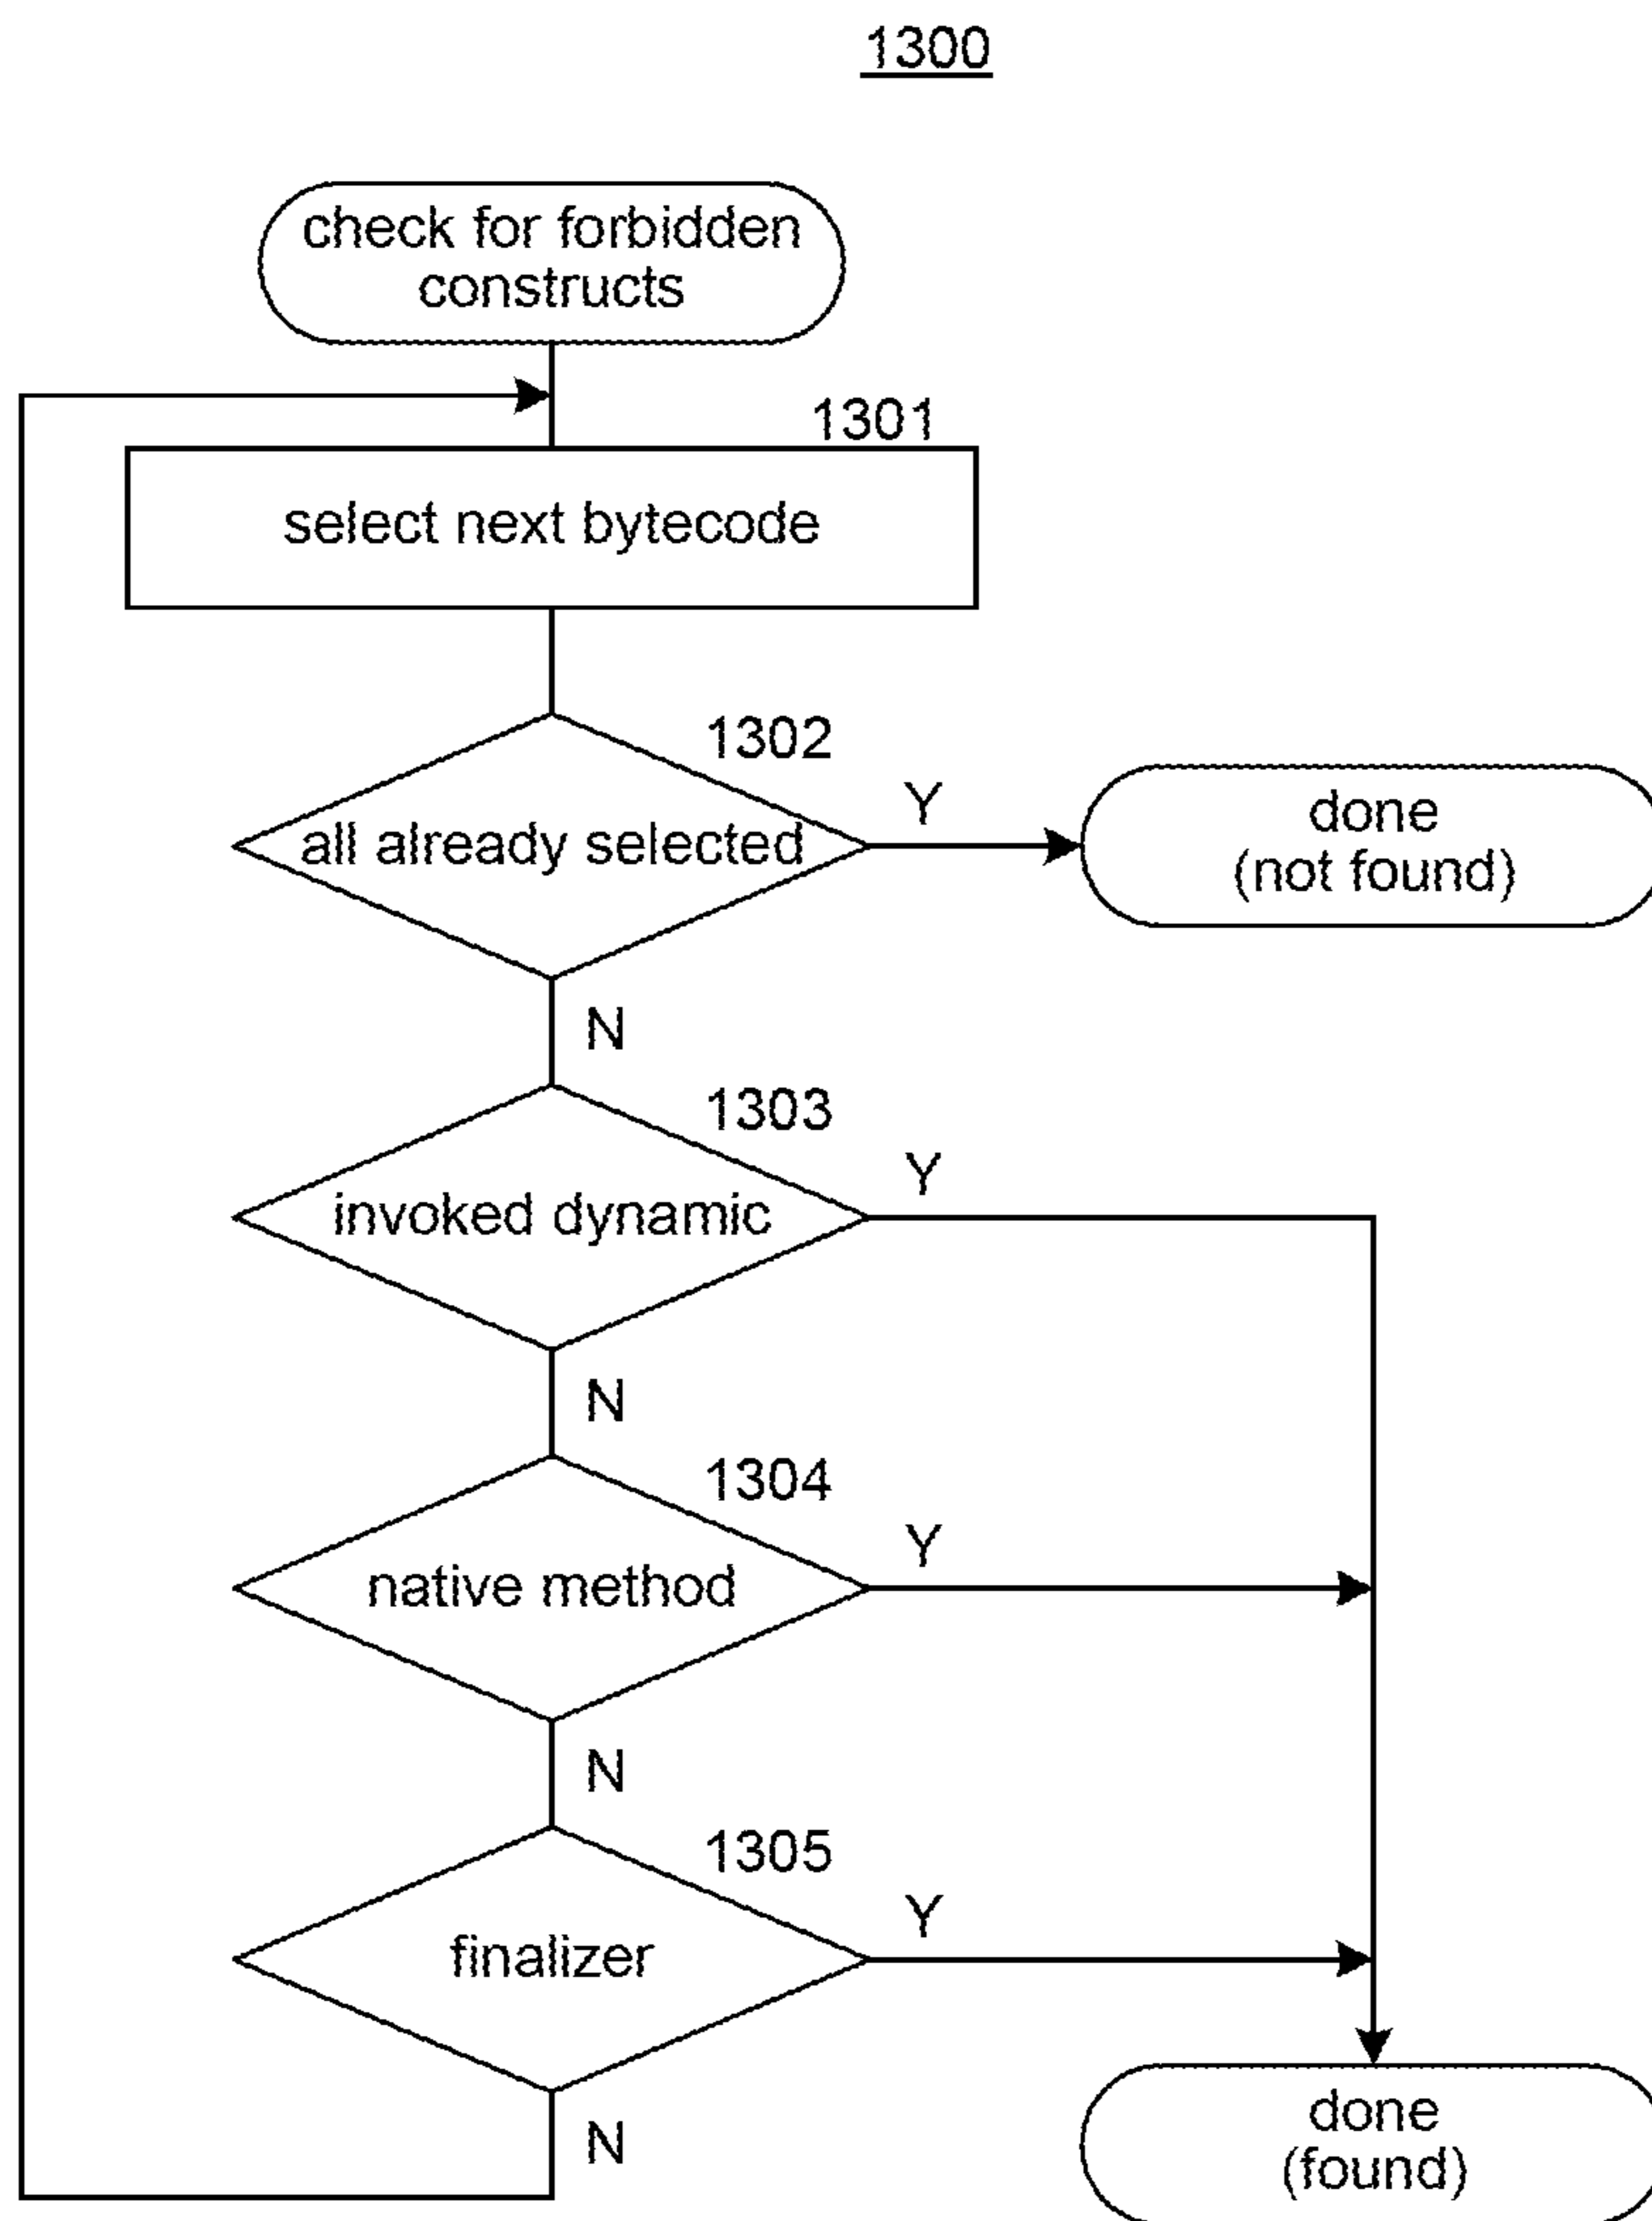 1300
check for forbidden
constructs
1301
select next bytecode
1302
all already selected
Y
done
(not found)
N
1303
invoked dynamic
Y
N
1304
native method
Y
N
1305
finalizer
Y
N
done
(found)